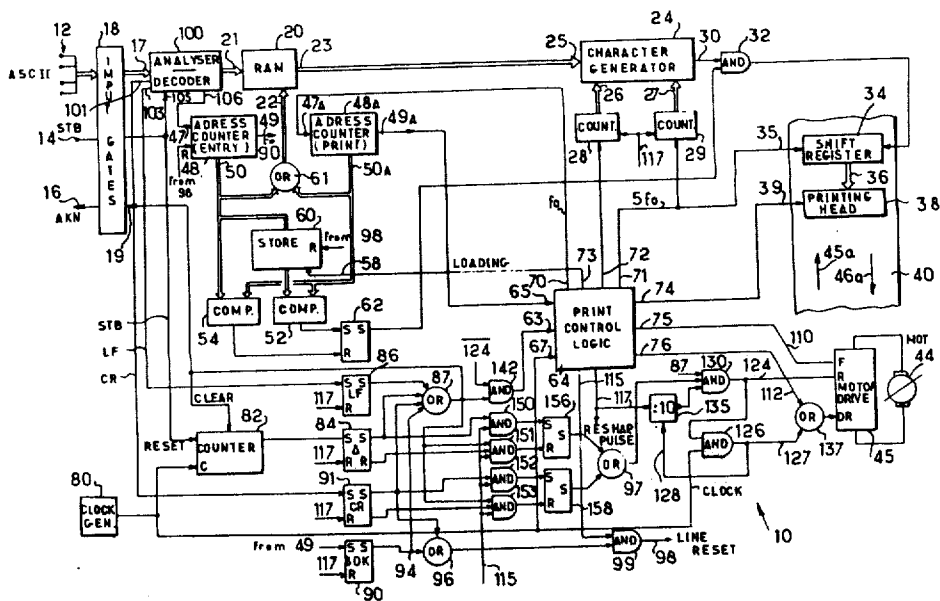 12
18
17
100
21
20
23
25
24
30
32
ASCII
INPUT GATES
ANALYSER
DECODER
RAM
CHARACTER GENERATOR
AND
101
103
105
106
22
47a
48A
49A
26
27
34
14
STB
47
R
ADRESS COUNTER (ENTRY)
49
90
ADRESS COUNTER (PRINT)
COUNT.
COUNT.
35
SHIFT REGISTER
48
50
OR
61
50A
28
117
29
36
from 98
16
AKN
60
STORE
R
from 98
fo
5fo
39
PRINTING HEAD
38
19
58
LOADING
73
72
70
71
45a
46a
40
COMP.
COMP.
62
65
74
STB
54
52
S S
R
63
PRINT CONTROL LOGIC
75
110
MOT
44
LF
86
124
142
67
76
CR
S S
LF
R
87
OR
AND
64
115
117
87
130
AND
124
112
F
R
MOTOR DRIVE
DR
CLEAR
82
117
84
150
156
:10
135
RESET
COUNTER
C
S S
Δ
R R
AND
151
AND
S
S
R
RESHAP PULSE
126
AND
OR
137
45
80
117
91
152
AND
153
AND
S
S
R
OR
97
128
127
CLOCK
CLOCK GEN.
S S
CR
R
117
158
from 49
S S
80K
R
OR
94
96
115
AND
99
98
LINE RESET
10
117
90